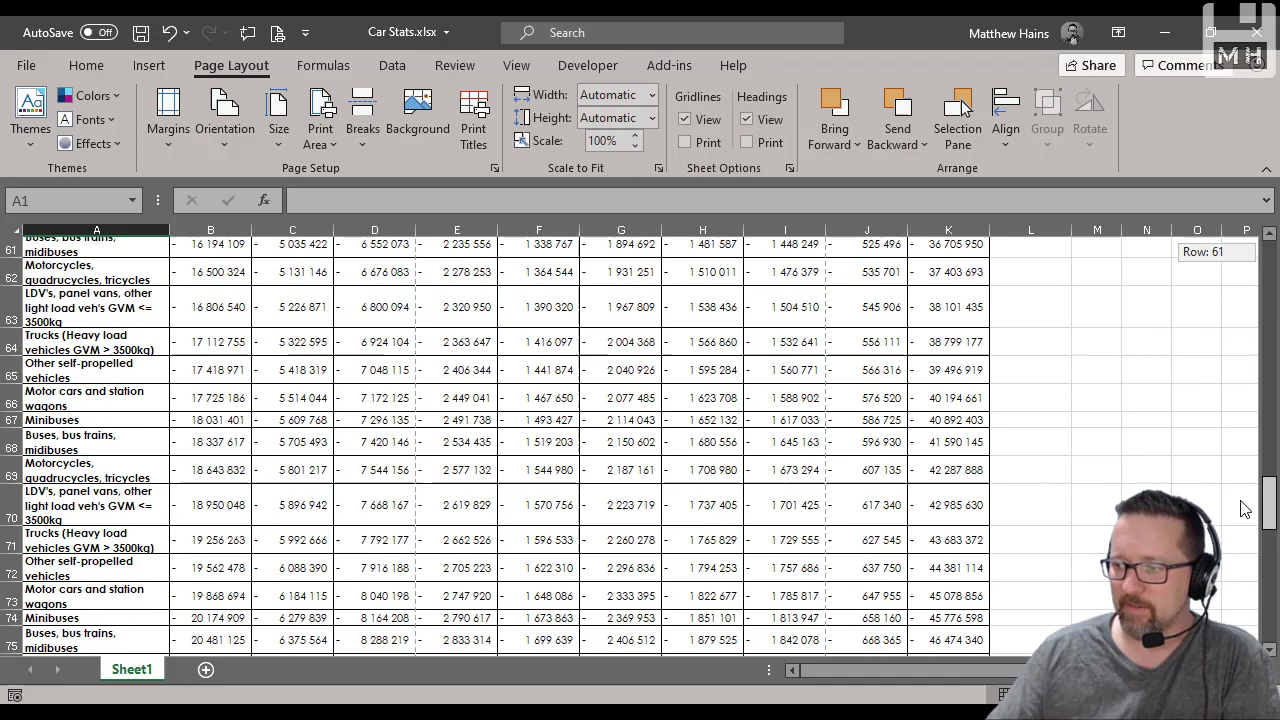 AutoSave Off Car Stats.xlsx Search Matthew Hains
File Home Insert Page Layout Formulas Data Review View Developer Add-ins Help Share Comments
MH
Themes Colors Fonts Effects Margins Orientation Size Print Area Breaks Background Print Titles
Width: Automatic Height: Automatic Scale: 100%
Gridlines View Print Headings View Print
Bring Forward Send Backward Selection Pane Align Group Rotate
Themes Page Setup Scale to Fit Sheet Options Arrange
A1 fx
A B C D E F G H I J K L M N O P
Row: 61
61 Buses, bus trains, midibuses - 16 194 109 - 5 035 422 - 6 552 073 - 2 235 556 - 1 338 767 - 1 894 692 - 1 481 587 - 1 448 249 - 525 496 - 36 705 950
62 Motorcycles, quadrucycles, tricycles - 16 500 324 - 5 131 146 - 6 676 083 - 2 278 253 - 1 364 544 - 1 931 251 - 1 510 011 - 1 476 379 - 535 701 - 37 403 693
63 LDV's, panel vans, other light load veh's GVM <= 3500kg - 16 806 540 - 5 226 871 - 6 800 094 - 2 320 950 - 1 390 320 - 1 967 809 - 1 538 436 - 1 504 510 - 545 906 - 38 101 435
64 Trucks (Heavy load vehicles GVM > 3500kg) - 17 112 755 - 5 322 595 - 6 924 104 - 2 363 647 - 1 416 097 - 2 004 368 - 1 566 860 - 1 532 641 - 556 111 - 38 799 177
65 Other self-propelled vehicles - 17 418 971 - 5 418 319 - 7 048 115 - 2 406 344 - 1 441 874 - 2 040 926 - 1 595 284 - 1 560 771 - 566 316 - 39 496 919
66 Motor cars and station wagons - 17 725 186 - 5 514 044 - 7 172 125 - 2 449 041 - 1 467 650 - 2 077 485 - 1 623 708 - 1 588 902 - 576 520 - 40 194 661
67 Minibuses - 18 031 401 - 5 609 768 - 7 296 135 - 2 491 738 - 1 493 427 - 2 114 043 - 1 652 132 - 1 617 033 - 586 725 - 40 892 403
68 Buses, bus trains, midibuses - 18 337 617 - 5 705 493 - 7 420 146 - 2 534 435 - 1 519 203 - 2 150 602 - 1 680 556 - 1 645 163 - 596 930 - 41 590 145
69 Motorcycles, quadrucycles, tricycles - 18 643 832 - 5 801 217 - 7 544 156 - 2 577 132 - 1 544 980 - 2 187 161 - 1 708 980 - 1 673 294 - 607 135 - 42 287 888
70 LDV's, panel vans, other light load veh's GVM <= 3500kg - 18 950 048 - 5 896 942 - 7 668 167 - 2 619 829 - 1 570 756 - 2 223 719 - 1 737 405 - 1 701 425 - 617 340 - 42 985 630
71 Trucks (Heavy load vehicles GVM > 3500kg) - 19 256 263 - 5 992 666 - 7 792 177 - 2 662 526 - 1 596 533 - 2 260 278 - 1 765 829 - 1 729 555 - 627 545 - 43 683 372
72 Other self-propelled vehicles - 19 562 478 - 6 088 390 - 7 916 188 - 2 705 223 - 1 622 310 - 2 296 836 - 1 794 253 - 1 757 686 - 637 750 - 44 381 114
73 Motor cars and station wagons - 19 868 694 - 6 184 115 - 8 040 198 - 2 747 920 - 1 648 086 - 2 333 395 - 1 822 677 - 1 785 817 - 647 955 - 45 078 856
74 Minibuses - 20 174 909 - 6 279 839 - 8 164 208 - 2 790 617 - 1 673 863 - 2 369 953 - 1 851 101 - 1 813 947 - 658 160 - 45 776 598
75 Buses, bus trains, midibuses - 20 481 125 - 6 375 564 - 8 288 219 - 2 833 314 - 1 699 639 - 2 406 512 - 1 879 525 - 1 842 078 - 668 365 - 46 474 340
Sheet1